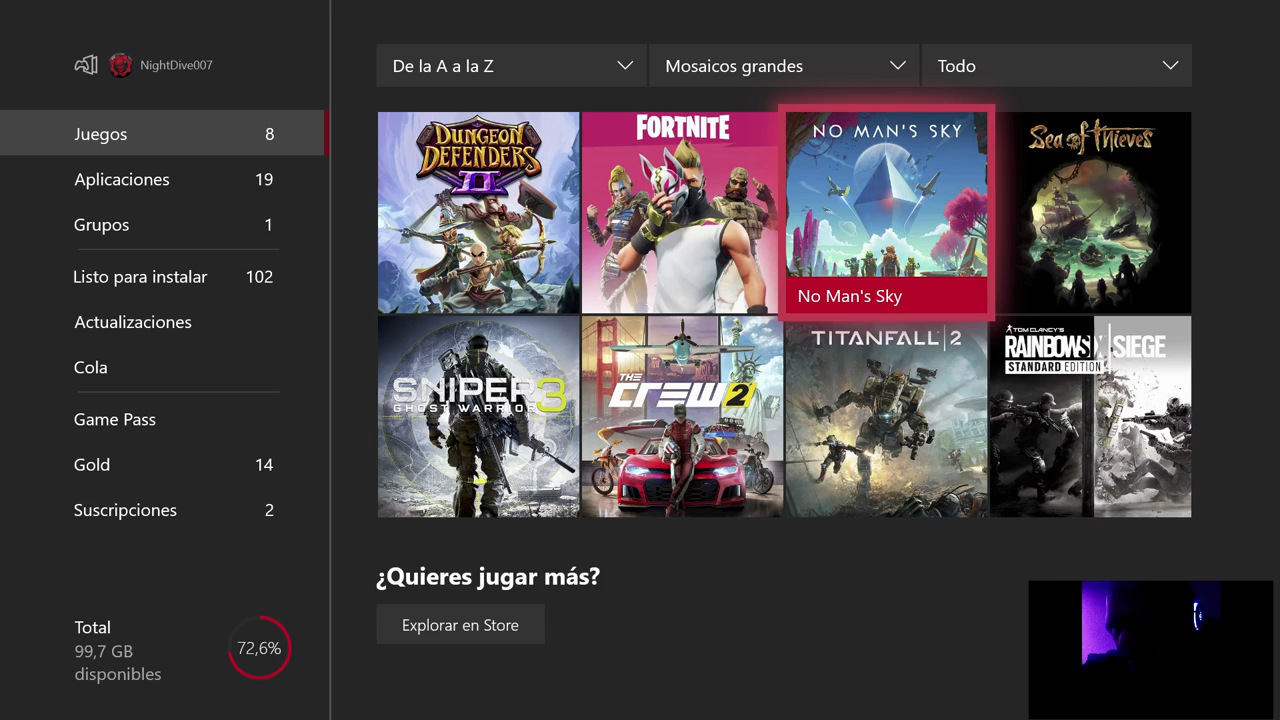 NightDive007
Juegos 8
Aplicaciones 19
Grupos 1
Listo para instalar 102
Actualizaciones
Cola
Game Pass
Gold 14
Suscripciones 2
Total
99,7 GB
disponibles
72,6%
De la A a la Z
Mosaicos grandes
Todo
DUNGEON
DEFENDERS
II
FORTNITE
NO MAN'S SKY
No Man's Sky
Sea of Thieves
SNIPER 3
GHOST WARRIOR
THE
CREW 2
TITANFALL 2
TOM CLANCY'S
RAINBOW SIX SIEGE
STANDARD EDITION
¿Quieres jugar más?
Explorar en Store